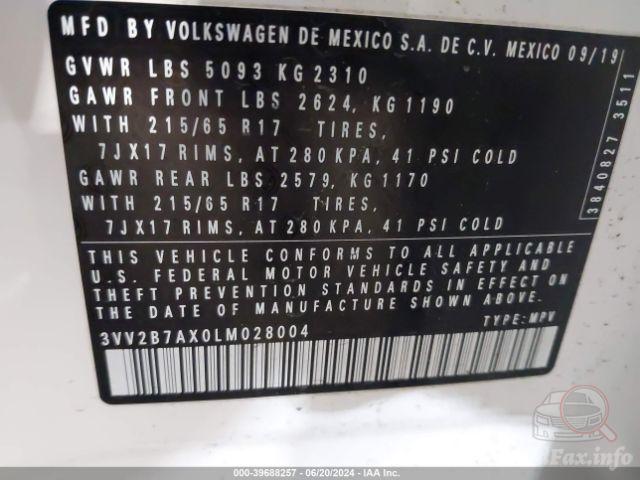 MFD BY VOLKSWAGEN DE MEXICO S.A. DE C.V. MEXICO 09/19
GVWR LBS 5093 KG 2310
GAWR FRONT LBS 2624, KG 1190
WITH 215/65 R17 TIRES,
7JX17 RIMS, AT 280 KPA, 41 PSI COLD
GAWR REAR LBS 2579, KG 1170
WITH 215/65 R17 TIRES,
7JX17 RIMS, AT 280 KPA, 41 PSI COLD
THIS VEHICLE CONFORMS TO ALL APPLICABLE
U.S. FEDERAL MOTOR VEHICLE SAFETY AND
THEFT PREVENTION STANDARDS IN EFFECT ON
THE DATE OF MANUFACTURE SHOWN ABOVE.
3VV2B7AX0LM028004 TYPE: MPV
3840827 3511
000-39688257 - 06/20/2024 - IAA Inc.
Fax.info